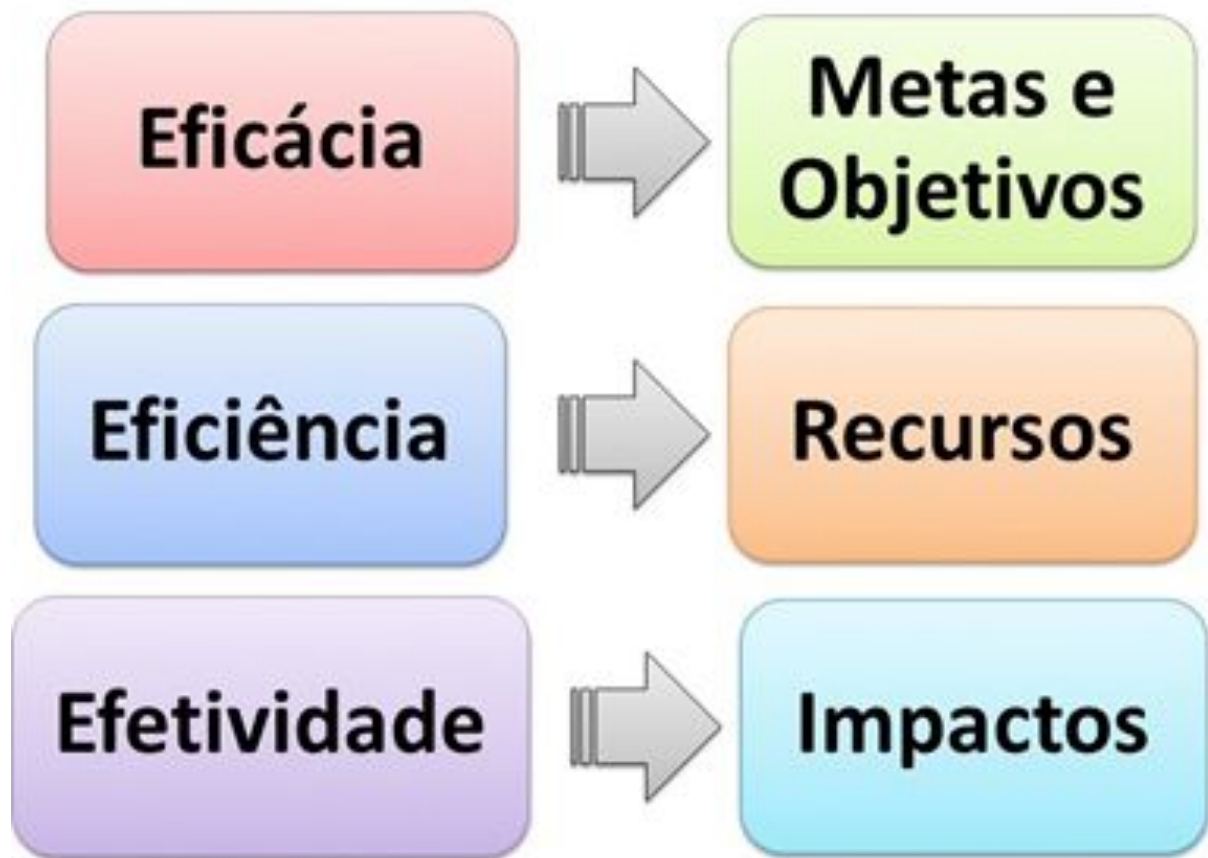 Eficácia
Metas e
Objetivos
Eficiência
Recursos
Efetividade
Impactos